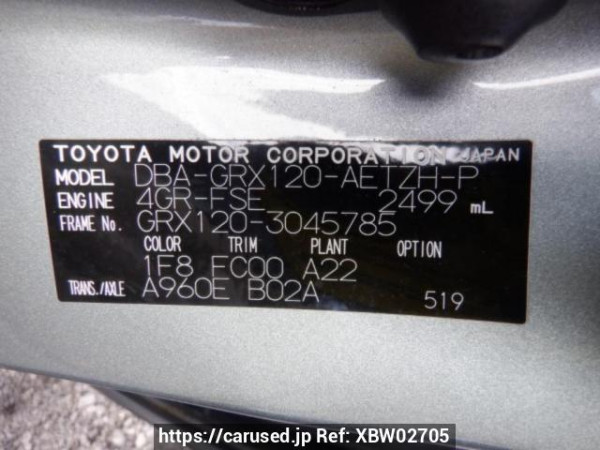 TOYOTA MOTOR CORPORATION JAPAN
MODEL DBA-GRX120-AETZH-P
ENGINE 4GR-FSE 2499 mL
FRAME No. GRX120-3045785
COLOR TRIM PLANT OPTION
1F8 FC00 A22
TRANS./AXLE A960E B02A
519
https://carused.jp Ref: XBW02705